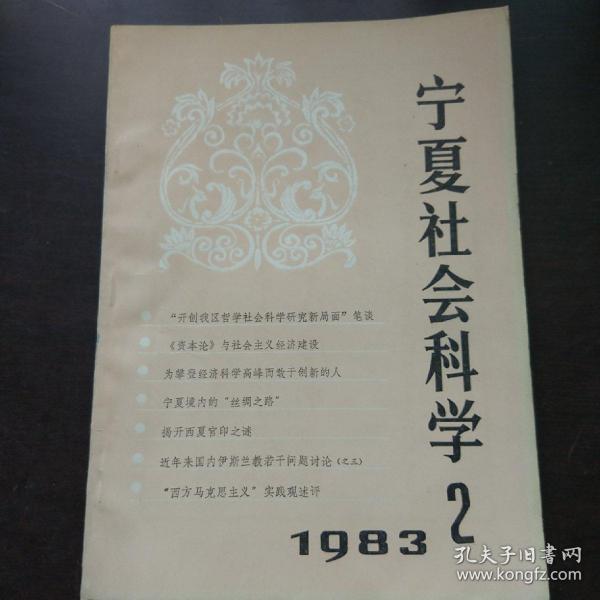 宁夏社会科学
“开创我区哲学社会科学研究新局面”笔谈
《资本论》与社会主义经济建设
为攀登经济科学高峰而敢于创新的人
宁夏境内的“丝绸之路”
揭开西夏官印之谜
近年来国内伊斯兰教若干问题讨论（之三）
“西方马克思主义”实践观述评
1983 2
孔夫子旧书网
www.kongfz.com